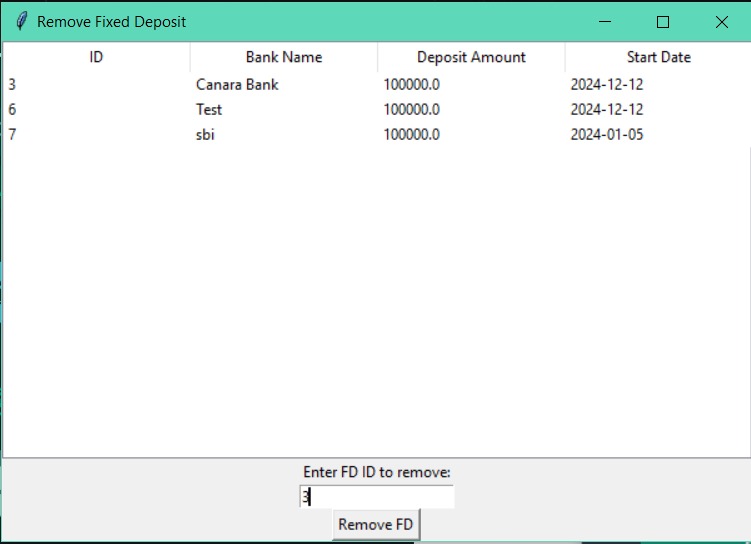 Remove Fixed Deposit
ID Bank Name Deposit Amount Start Date
3 Canara Bank 100000.0 2024-12-12
6 Test 100000.0 2024-12-12
7 sbi 100000.0 2024-01-05
Enter FD ID to remove:
3
Remove FD